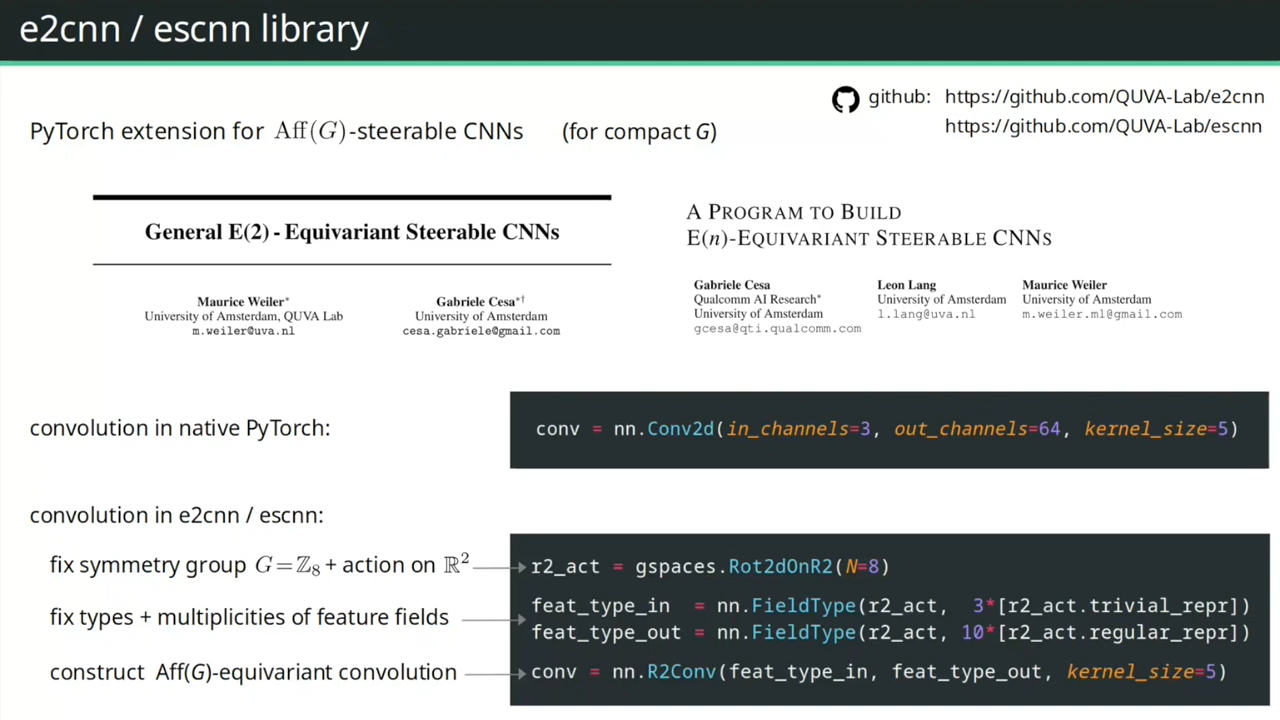 e2cnn / escnn library
github: https://github.com/QUVA-Lab/e2cnn
https://github.com/QUVA-Lab/escnn
PyTorch extension for Aff(G)-steerable CNNs (for compact G)
General E(2) - Equivariant Steerable CNNs
Maurice Weiler*
University of Amsterdam, QUVA Lab
m.weiler@uva.nl
Gabriele Cesa*†
University of Amsterdam
cesa.gabriele@gmail.com
A PROGRAM TO BUILD
E(n)-EQUIVARIANT STEERABLE CNNS
Gabriele Cesa
Qualcomm AI Research*
University of Amsterdam
gcesa@qti.qualcomm.com
Leon Lang
University of Amsterdam
l.lang@uva.nl
Maurice Weiler
University of Amsterdam
m.weiler.ml@gmail.com
convolution in native PyTorch:
conv = nn.Conv2d(in_channels=3, out_channels=64, kernel_size=5)
convolution in e2cnn / escnn:
fix symmetry group G=ℤ₈ + action on ℝ²
r2_act = gspaces.Rot2dOnR2(N=8)
fix types + multiplicities of feature fields
feat_type_in = nn.FieldType(r2_act, 3*[r2_act.trivial_repr])
feat_type_out = nn.FieldType(r2_act, 10*[r2_act.regular_repr])
construct Aff(G)-equivariant convolution
conv = nn.R2Conv(feat_type_in, feat_type_out, kernel_size=5)